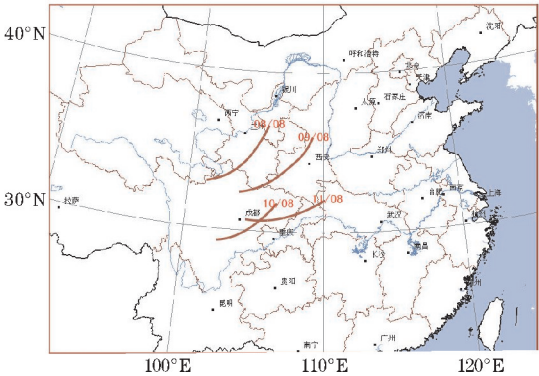 40°N
沈阳
呼和浩特
北京
天津
银川
石家庄
太原
西宁
济南
兰州
08/08
09/08
郑州
西安
30°N
拉萨
成都
10/08
11/08
合肥
南京
上海
武汉
杭州
重庆
南昌
长沙
贵阳
昆明
广州
南宁
100°E
110°E
120°E